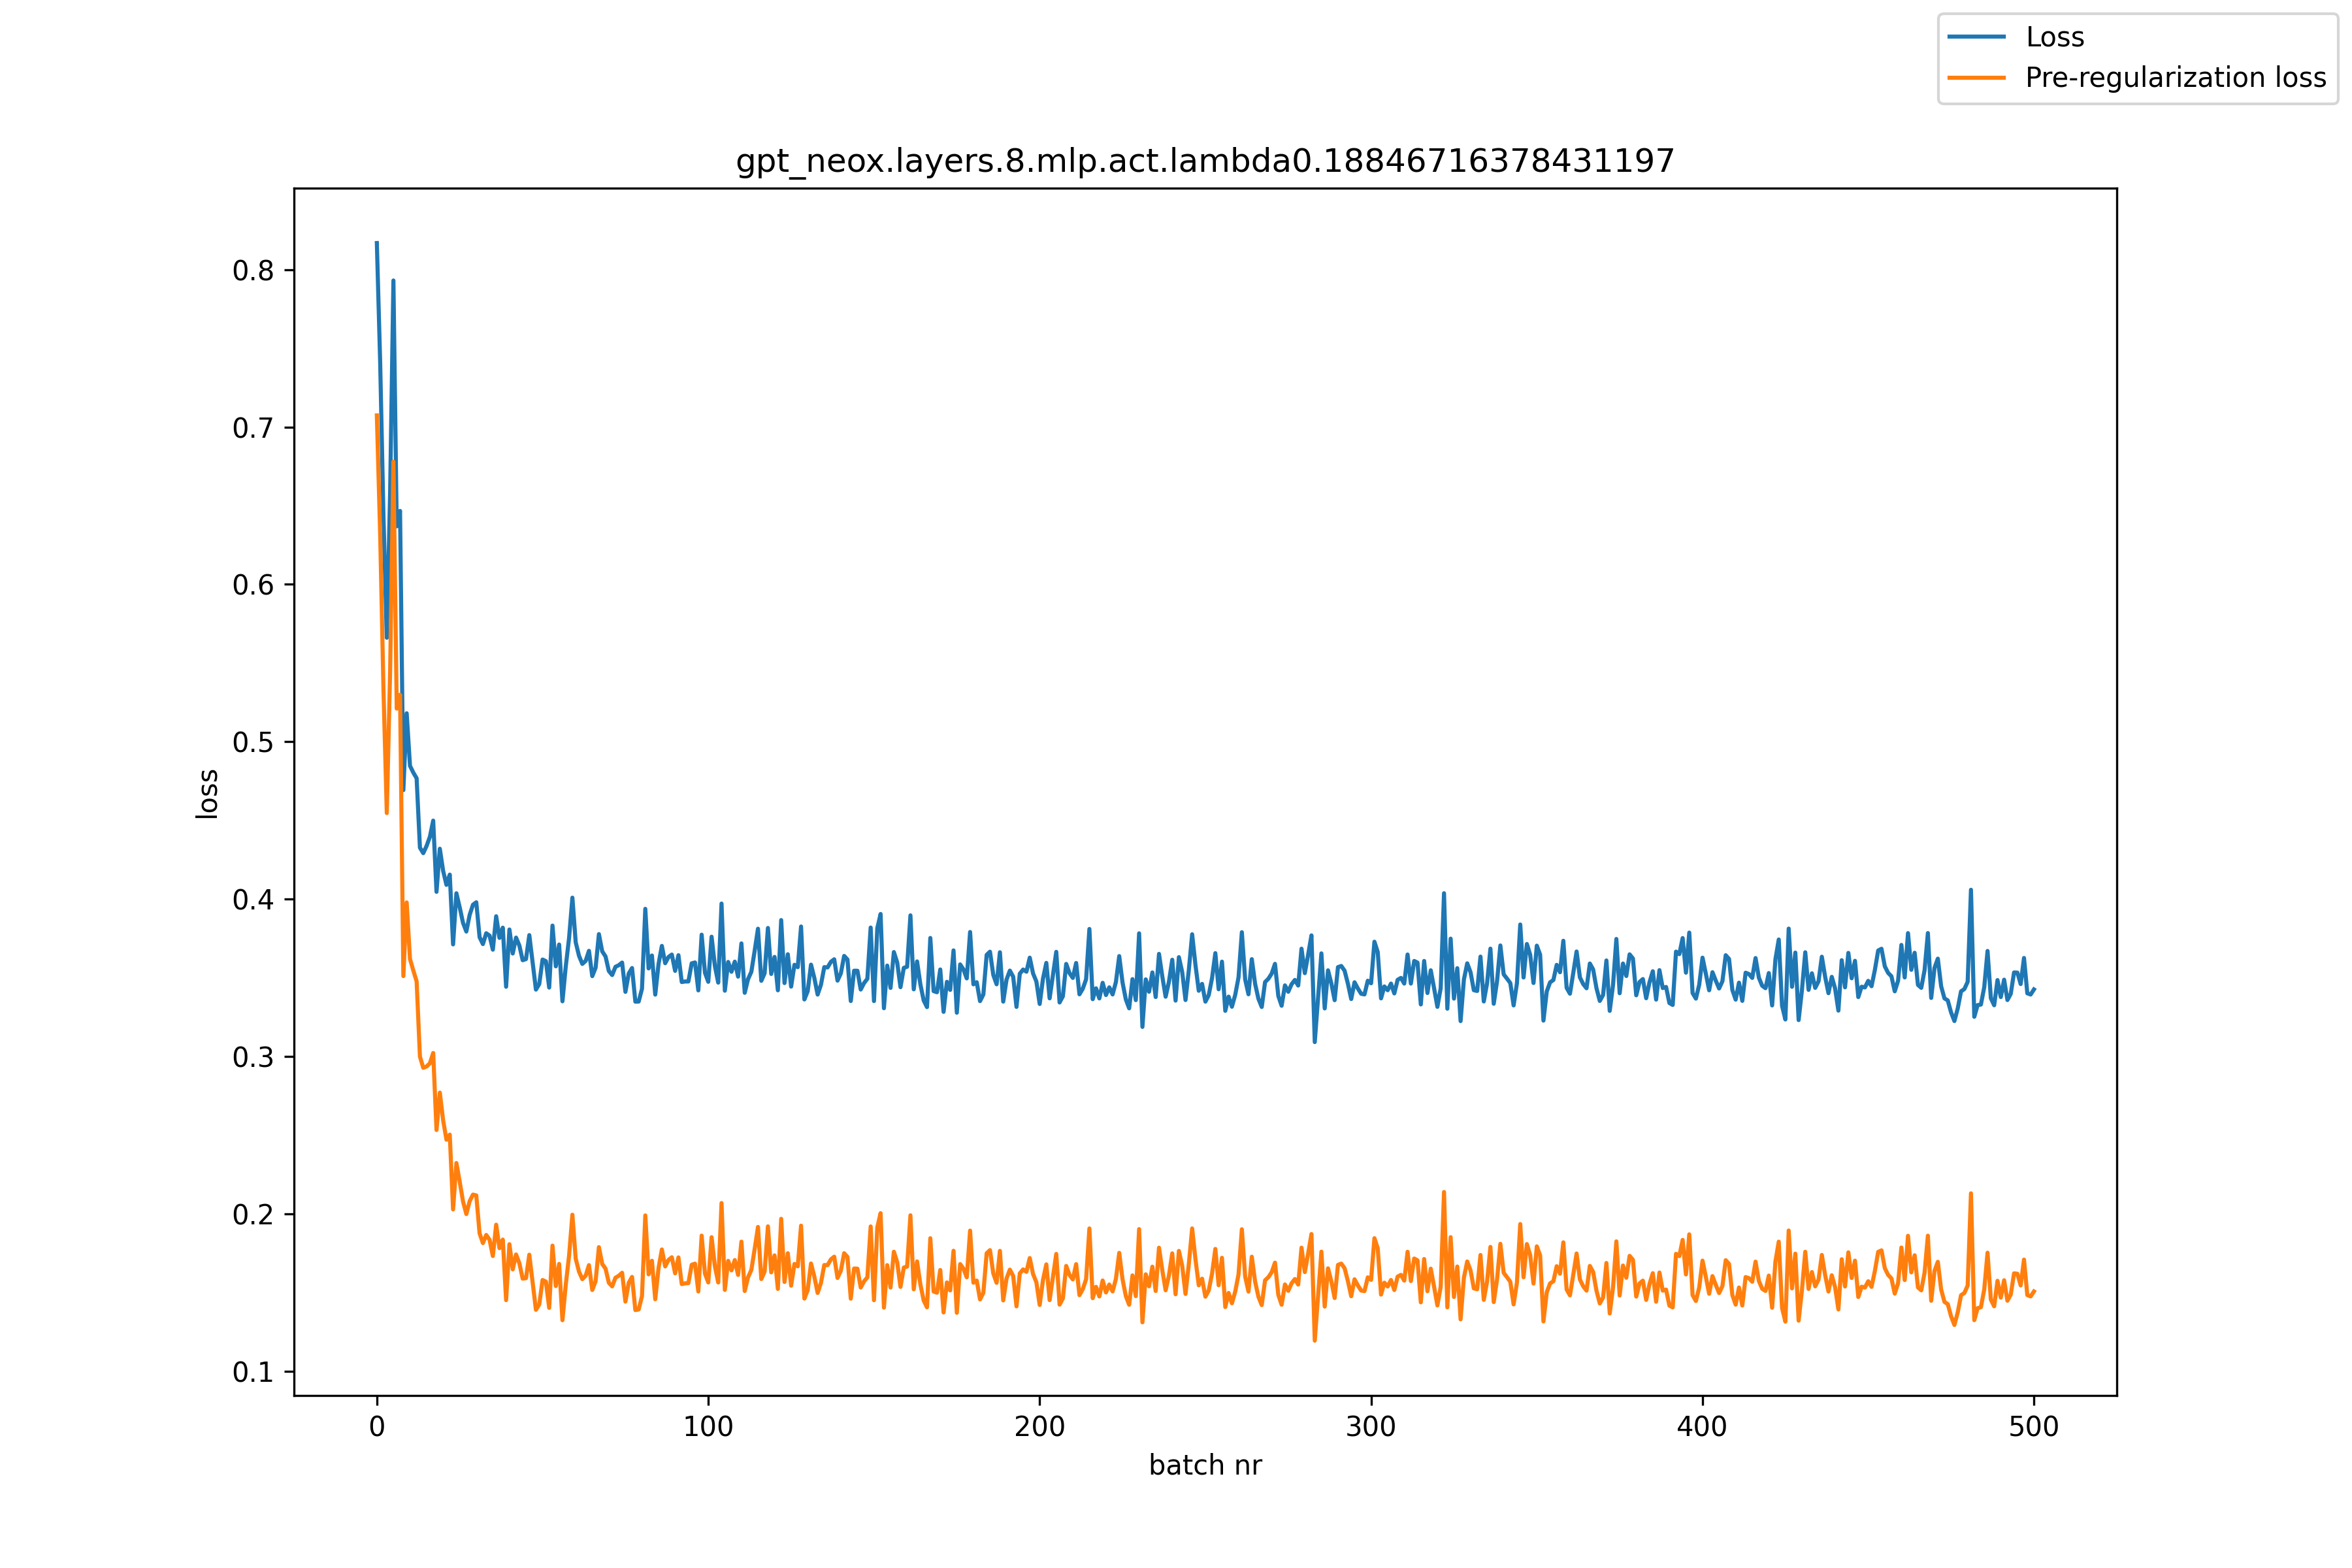 Loss
Pre-regularization loss
gpt_neox.layers.8.mlp.act.lambda0.18846716378431197
0.8
0.7
0.6
0.5
0.4
0.3
0.2
0.1
loss
0 100 200 300 400 500
batch nr